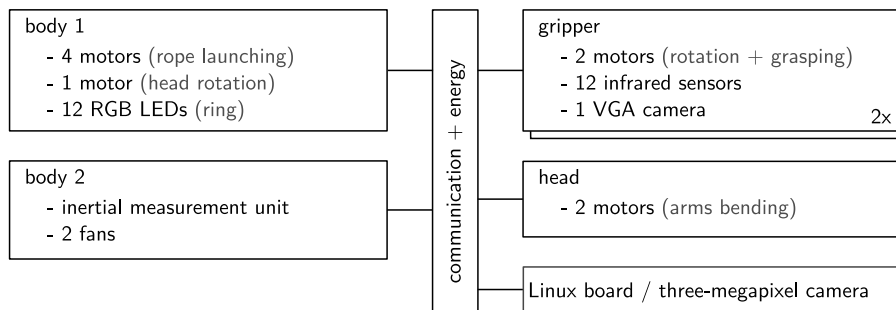 body 1
- 4 motors (rope launching)
- 1 motor (head rotation)
- 12 RGB LEDs (ring)
body 2
- inertial measurement unit
- 2 fans
communication + energy
gripper
- 2 motors (rotation + grasping)
- 12 infrared sensors
- 1 VGA camera
2x
head
- 2 motors (arms bending)
Linux board / three-megapixel camera